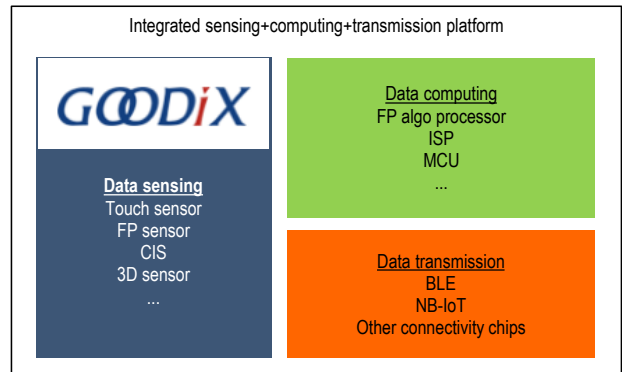 Integrated sensing+computing+transmission platform
GOODiX
Data sensing
Touch sensor
FP sensor
CIS
3D sensor
...
Data computing
FP algo processor
ISP
MCU
...
Data transmission
BLE
NB-IoT
Other connectivity chips